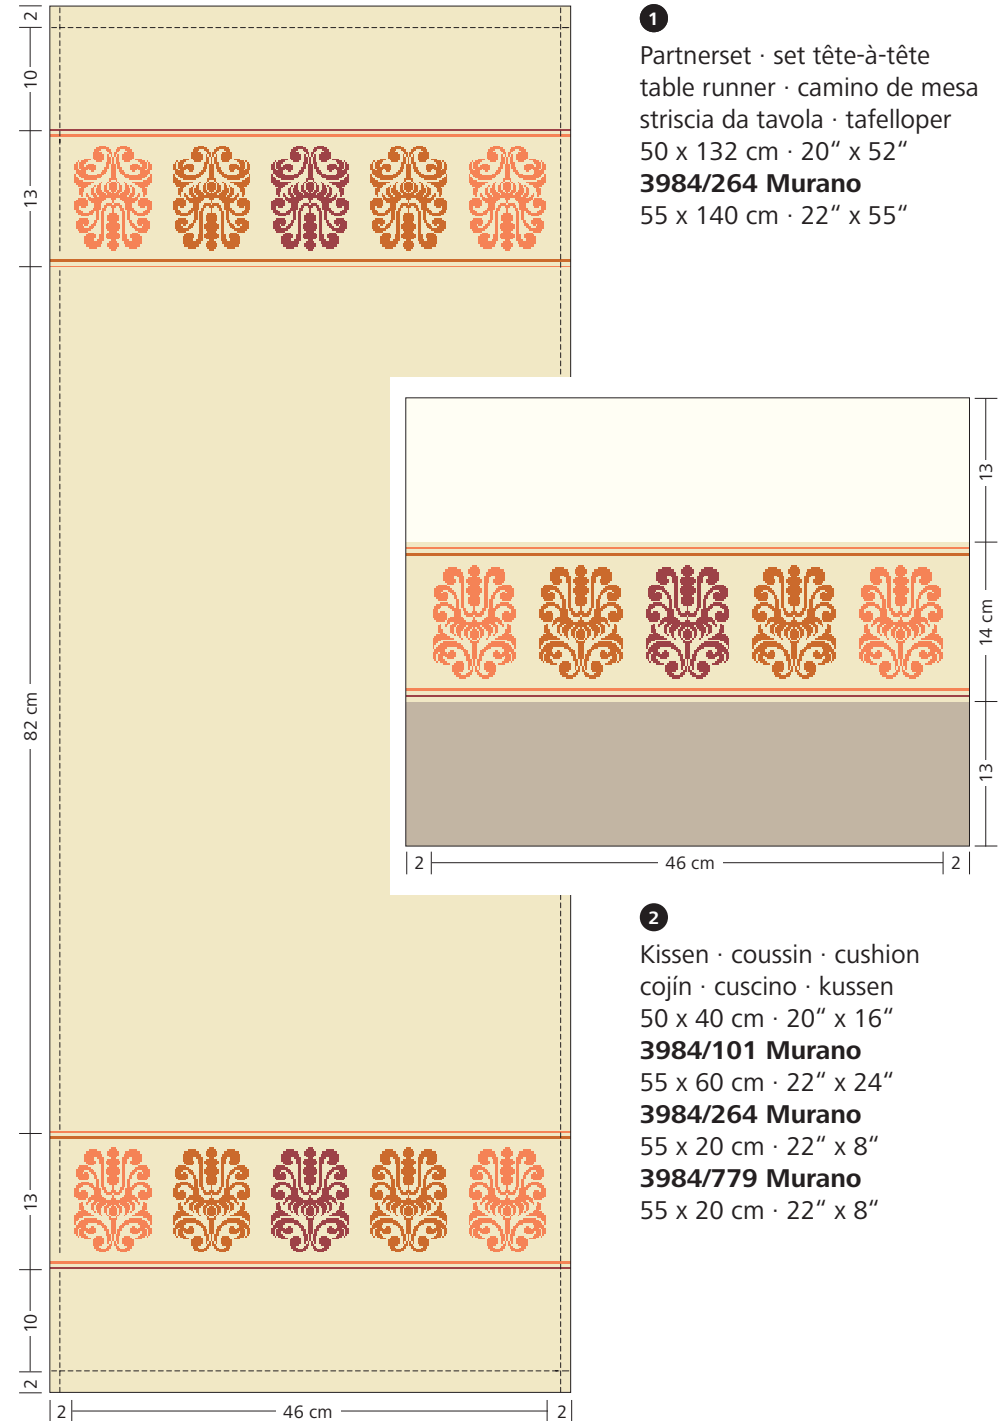 1
Partnerset · set tête-à-tête
table runner · camino de mesa
striscia da tavola · tafelloper
50 x 132 cm · 20“ x 52“
3984/264 Murano
55 x 140 cm · 22“ x 55“
2
10
13
82 cm
13
10
2
2
46 cm
2
13
14 cm
13
2
46 cm
2
2
Kissen · coussin · cushion
cojín · cuscino · kussen
50 x 40 cm · 20“ x 16“
3984/101 Murano
55 x 60 cm · 22“ x 24“
3984/264 Murano
55 x 20 cm · 22“ x 8“
3984/779 Murano
55 x 20 cm · 22“ x 8“